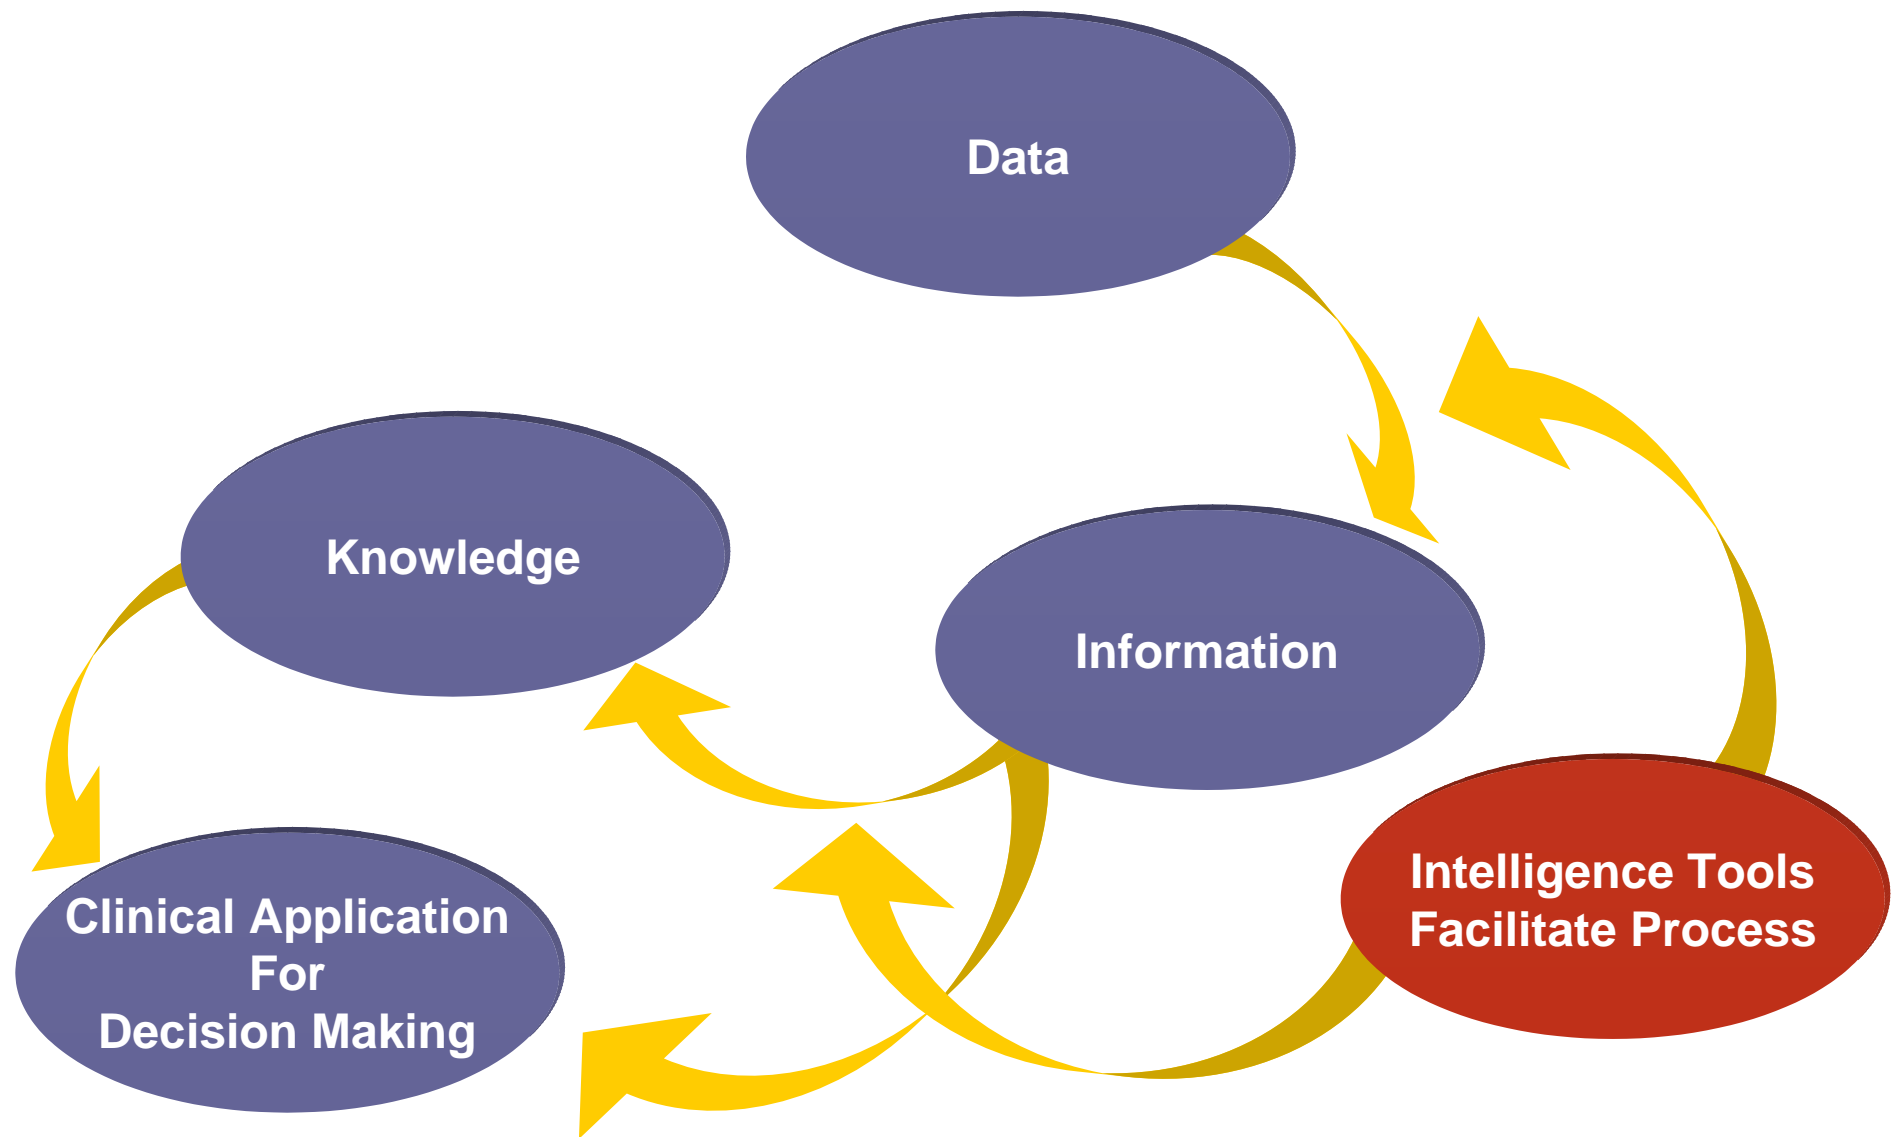 Data
Knowledge
Information
Intelligence Tools
Facilitate Process
Clinical Application
For
Decision Making